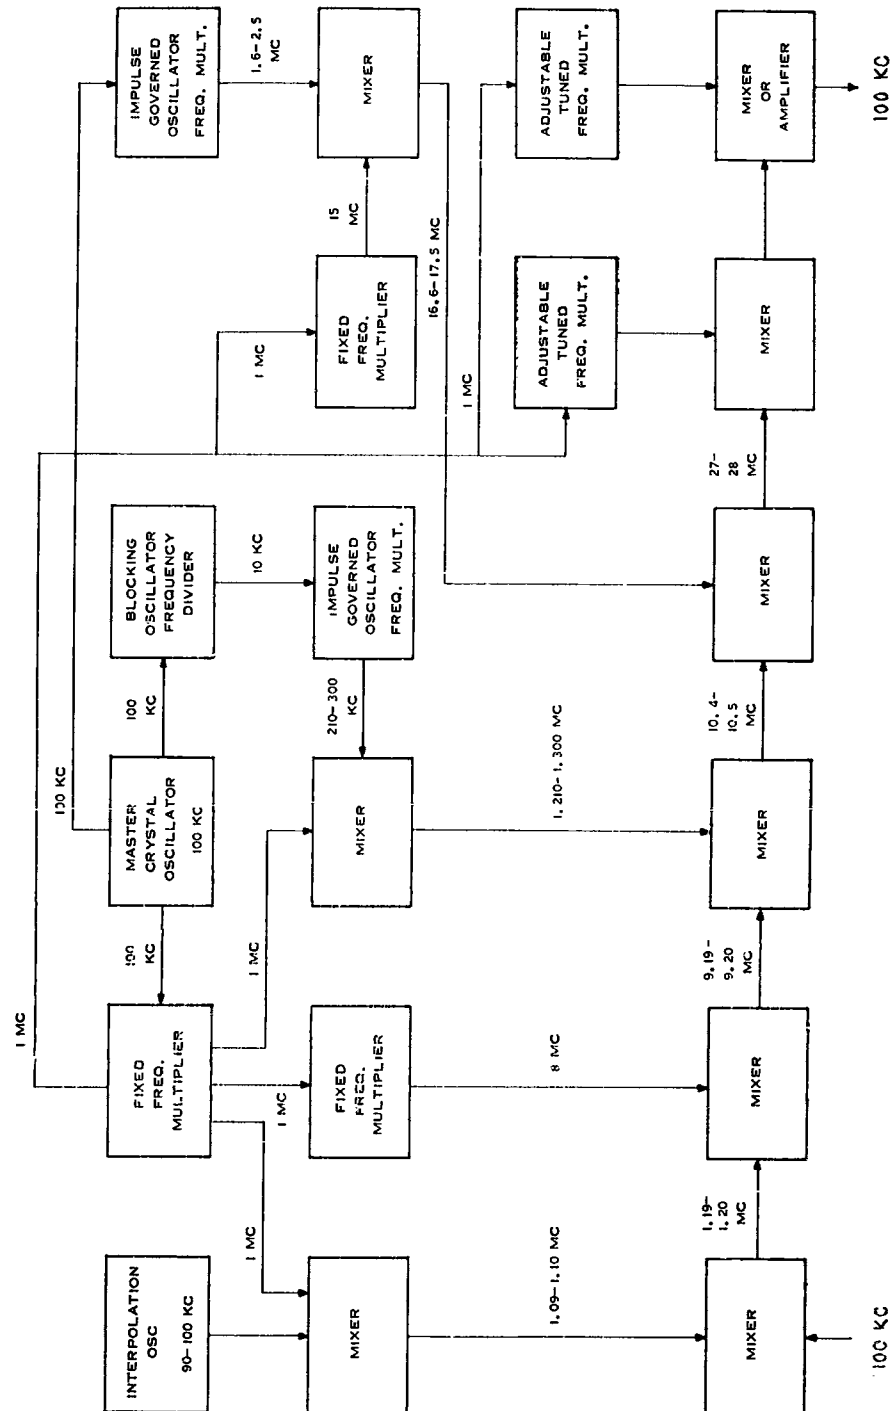 1 MC
100 KC
INTERPOLATION
OSC
90-100 KC
FIXED
FREQ.
MULTIPLIER
100
KC
MASTER
CRYSTAL
OSCILLATOR
100 KC
100
KC
BLOCKING
OSCILLATOR
FREQUENCY
DIVIDER
IMPULSE
GOVERNED
OSCILLATOR
FREQ. MULT.
1 MC
1 MC
1 MC
10 KC
1 MC
1.6-2.5
MC
MIXER
FIXED
FREQ.
MULTIPLIER
MIXER
210-300
KC
IMPULSE
GOVERNED
OSCILLATOR
FREQ. MULT.
FIXED
FREQ.
MULTIPLIER
15
MC
MIXER
16.6-17.5 MC
1 MC
1.09-1.10 MC
8 MC
1.210-1.300 MC
ADJUSTABLE
TUNED
FREQ. MULT.
ADJUSTABLE
TUNED
FREQ. MULT.
MIXER
1.19-
1.20
MC
MIXER
9.19-
9.20
MC
MIXER
10.4-
10.5
MC
MIXER
27-
28
MC
MIXER
MIXER
OR
AMPLIFIER
100 KC
100 KC